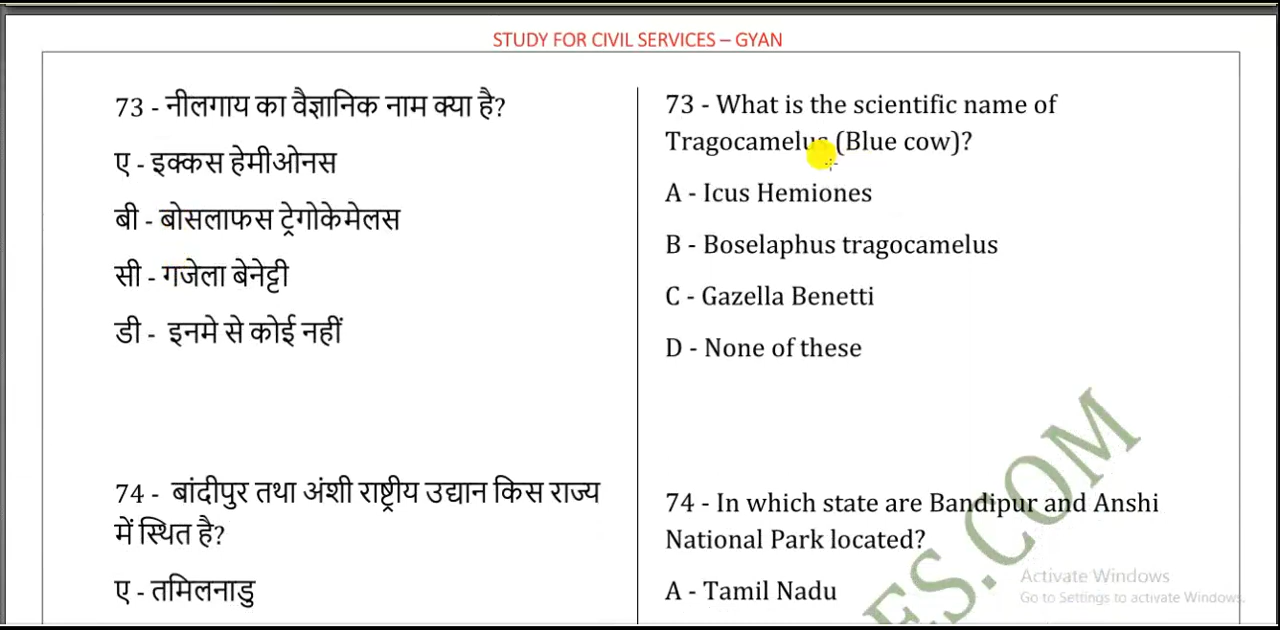 STUDY FOR CIVIL SERVICES – GYAN
73 - नीलगाय का वैज्ञानिक नाम क्या है?
ए - इक्कस हेमीओनस
बी - बोसलाफस ट्रेगोकेमेलस
सी - गजेला बेनेट्टी
डी - इनमे से कोई नहीं
74 - बांदीपुर तथा अंशी राष्ट्रीय उद्यान किस राज्य
में स्थित है?
ए - तमिलनाडु
73 - What is the scientific name of
Tragocamelus (Blue cow)?
A - Icus Hemiones
B - Boselaphus tragocamelus
C - Gazella Benetti
D - None of these
74 - In which state are Bandipur and Anshi
National Park located?
A - Tamil Nadu
ES.COM
Activate Windows
Go to Settings to activate Windows.